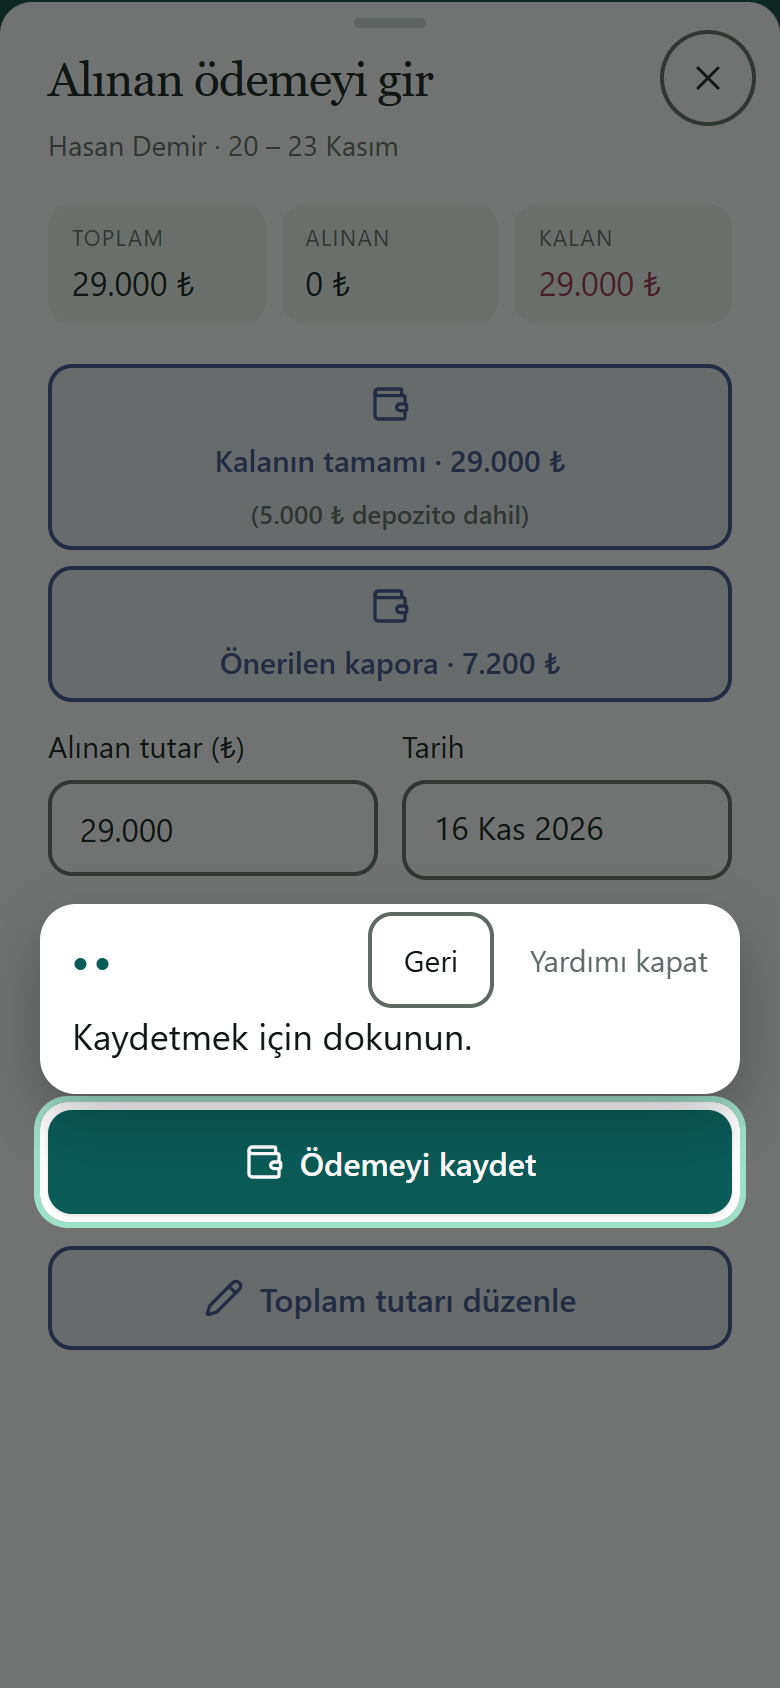 Alınan ödemeyi gir
Hasan Demir · 20 – 23 Kasım
TOPLAM
29.000 ₺
ALINAN
0 ₺
KALAN
29.000 ₺
Kalanın tamamı · 29.000 ₺
(5.000 ₺ depozito dahil)
Önerilen kapora · 7.200 ₺
Alınan tutar (₺)
Tarih
29.000
16 Kas 2026
Geri
Yardımı kapat
Kaydetmek için dokunun.
Ödemeyi kaydet
Toplam tutarı düzenle